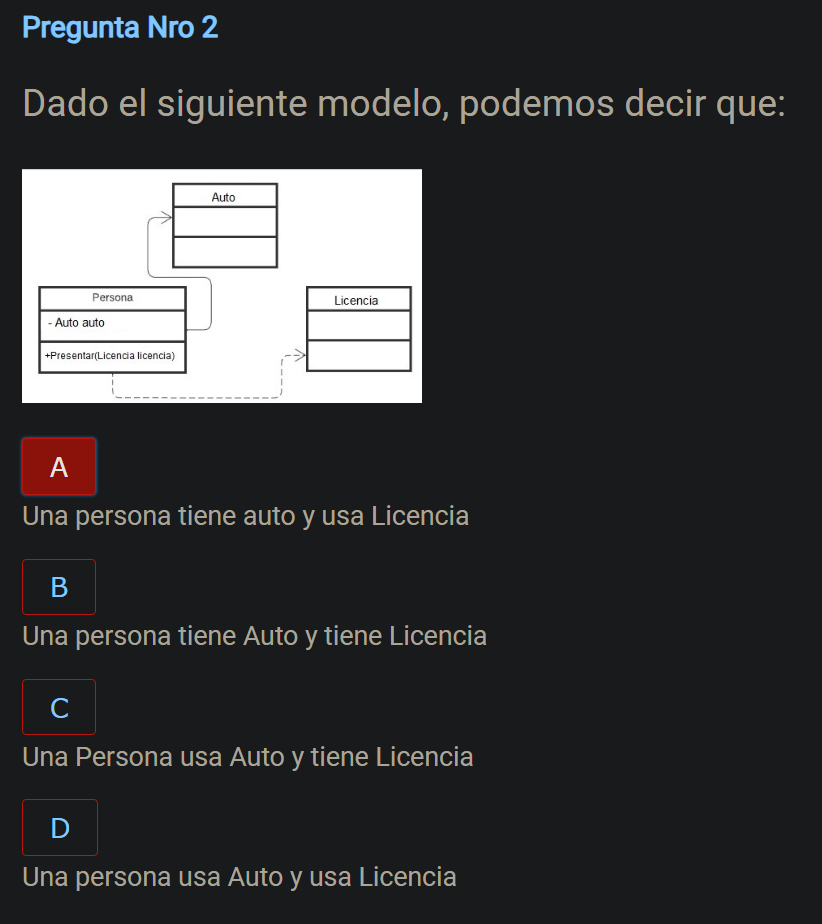 Pregunta Nro 2
Dado el siguiente modelo, podemos decir que:
Auto
Persona
- Auto auto
+Presentar(Licencia licencia)
Licencia
A
Una persona tiene auto y usa Licencia
B
Una persona tiene Auto y tiene Licencia
C
Una Persona usa Auto y tiene Licencia
D
Una persona usa Auto y usa Licencia